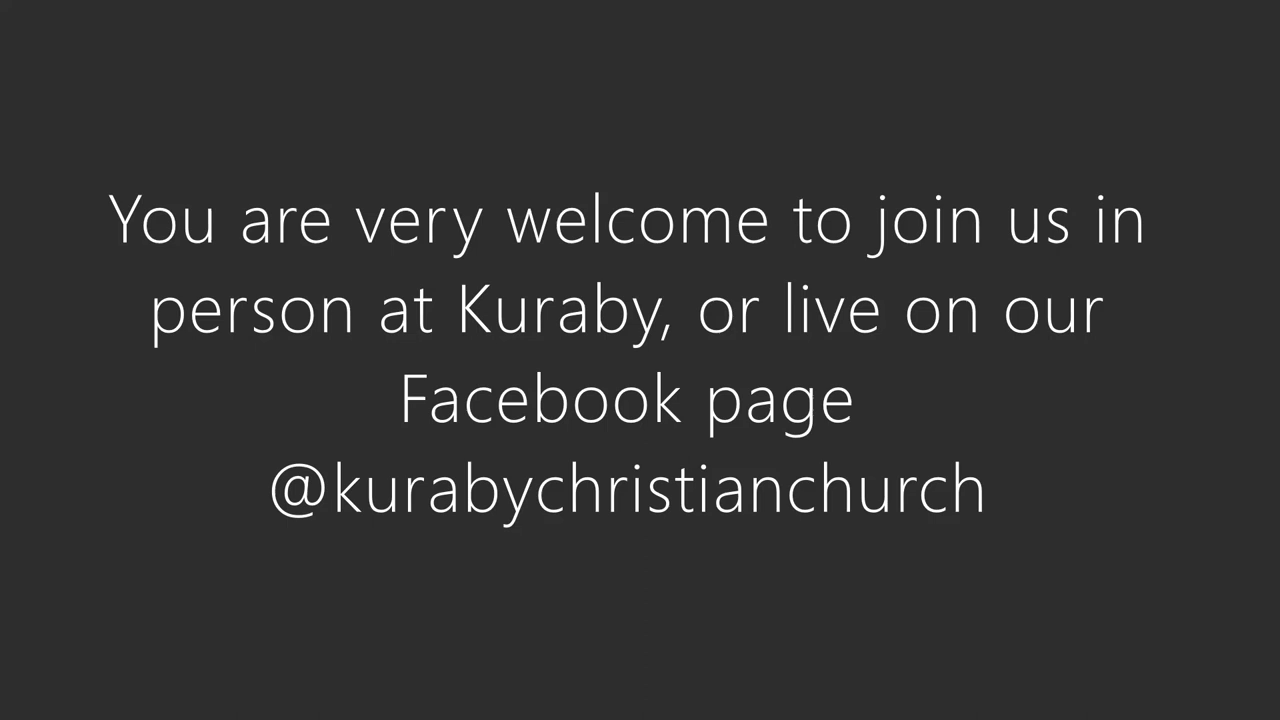 You are very welcome to join us in
person at Kuraby, or live on our
Facebook page
@kurabychristianchurch